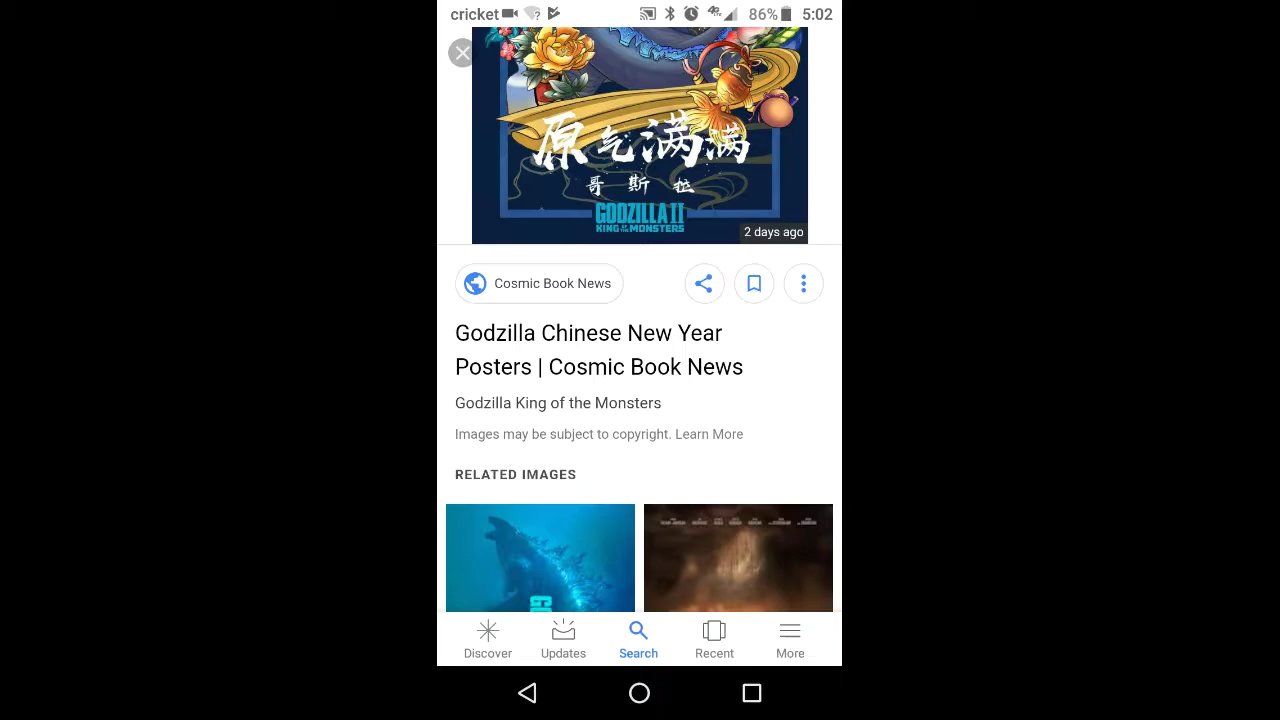 cricket 86% 5:02
原气满满
哥斯拉
GODZILLA II
KING OF THE MONSTERS
2 days ago
Cosmic Book News
Godzilla Chinese New Year
Posters | Cosmic Book News
Godzilla King of the Monsters
Images may be subject to copyright. Learn More
RELATED IMAGES
Discover Updates Search Recent More